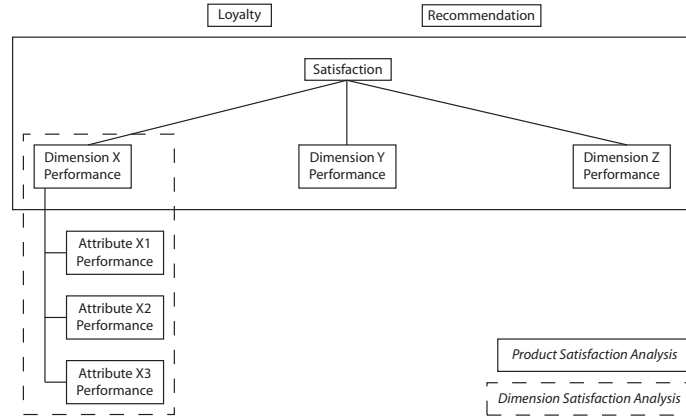 Loyalty
Recommendation
Satisfaction
Dimension X
Performance
Dimension Y
Performance
Dimension Z
Performance
Attribute X1
Performance
Attribute X2
Performance
Attribute X3
Performance
Product Satisfaction Analysis
Dimension Satisfaction Analysis